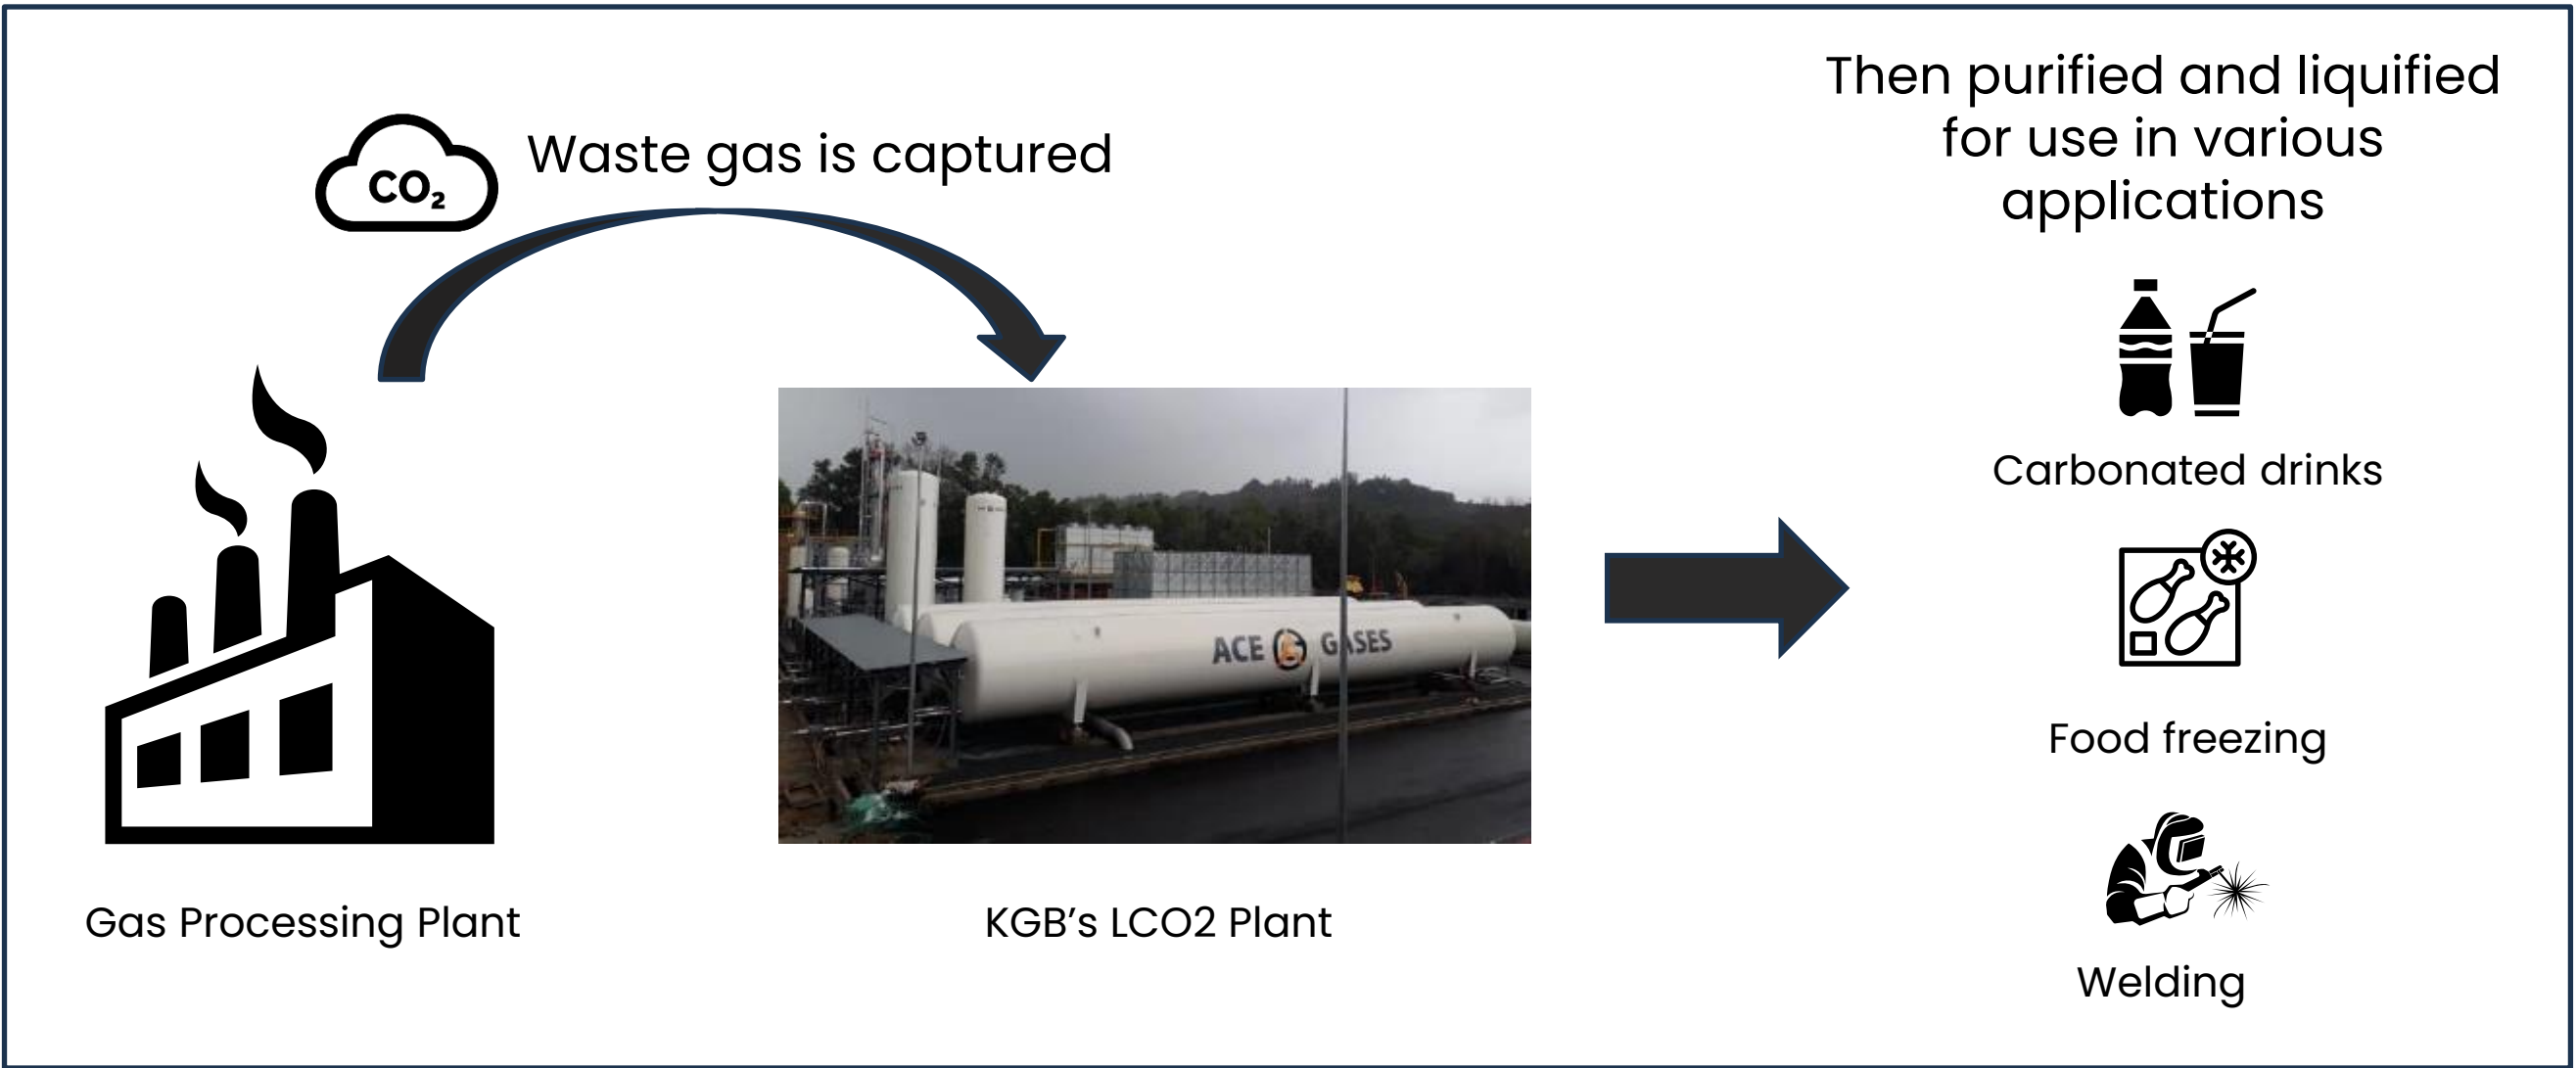 CO₂
Waste gas is captured
Then purified and liquified
for use in various
applications
Carbonated drinks
Food freezing
Welding
ACE GASES
Gas Processing Plant
KGB’s LCO2 Plant